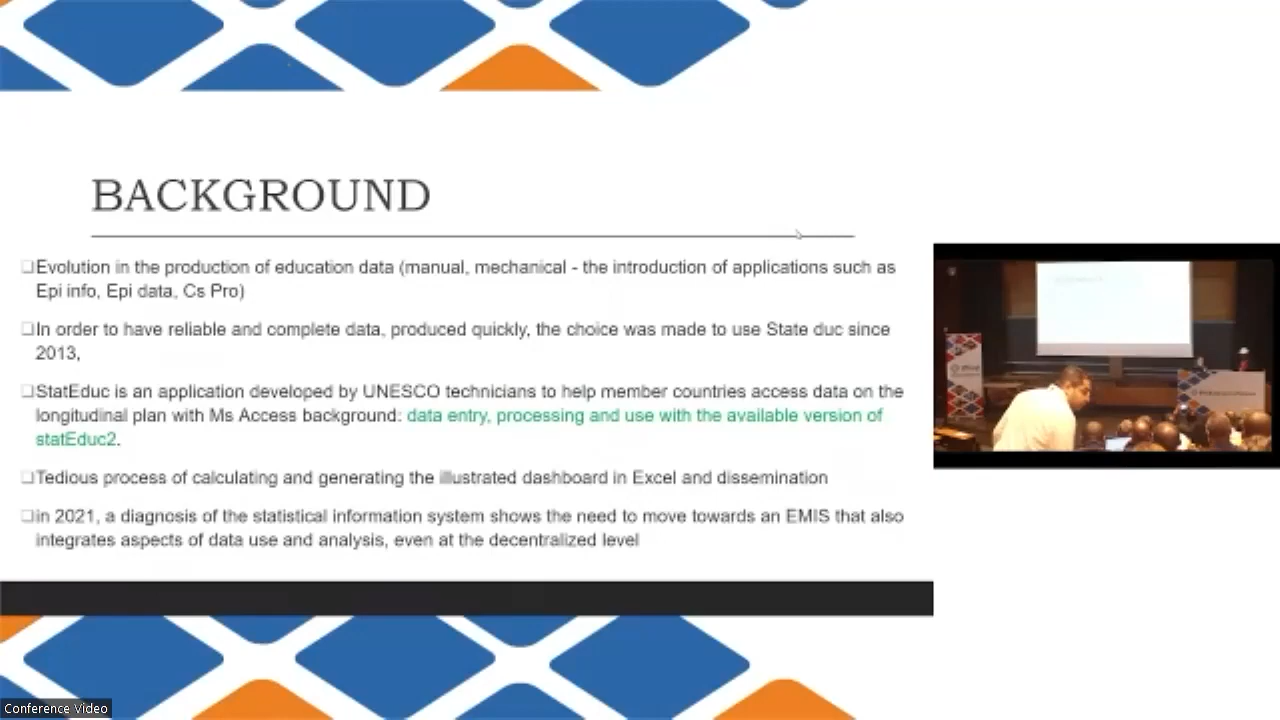 BACKGROUND
Evolution in the production of education data (manual, mechanical - the introduction of applications such as
Epi info, Epi data, Cs Pro)
In order to have reliable and complete data, produced quickly, the choice was made to use State duc since
2013,
StatEduc is an application developed by UNESCO technicians to help member countries access data on the
longitudinal plan with Ms Access background: data entry, processing and use with the available version of
statEduc2.
Tedious process of calculating and generating the illustrated dashboard in Excel and dissemination
in 2021, a diagnosis of the statistical information system shows the need to move towards an EMIS that also
integrates aspects of data use and analysis, even at the decentralized level
Conference Video